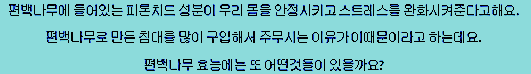 편백나무에 들어있는 피톤치드 성분이 우리 몸을 안정시키고 스트레스를 완화시켜준다고해요.
편백나무로 만든 침대를 많이 구입해서 주무시는 이유가 이때문이라고 하는데요.
편백나무 효능에는 또 어떤것들이 있을까요?